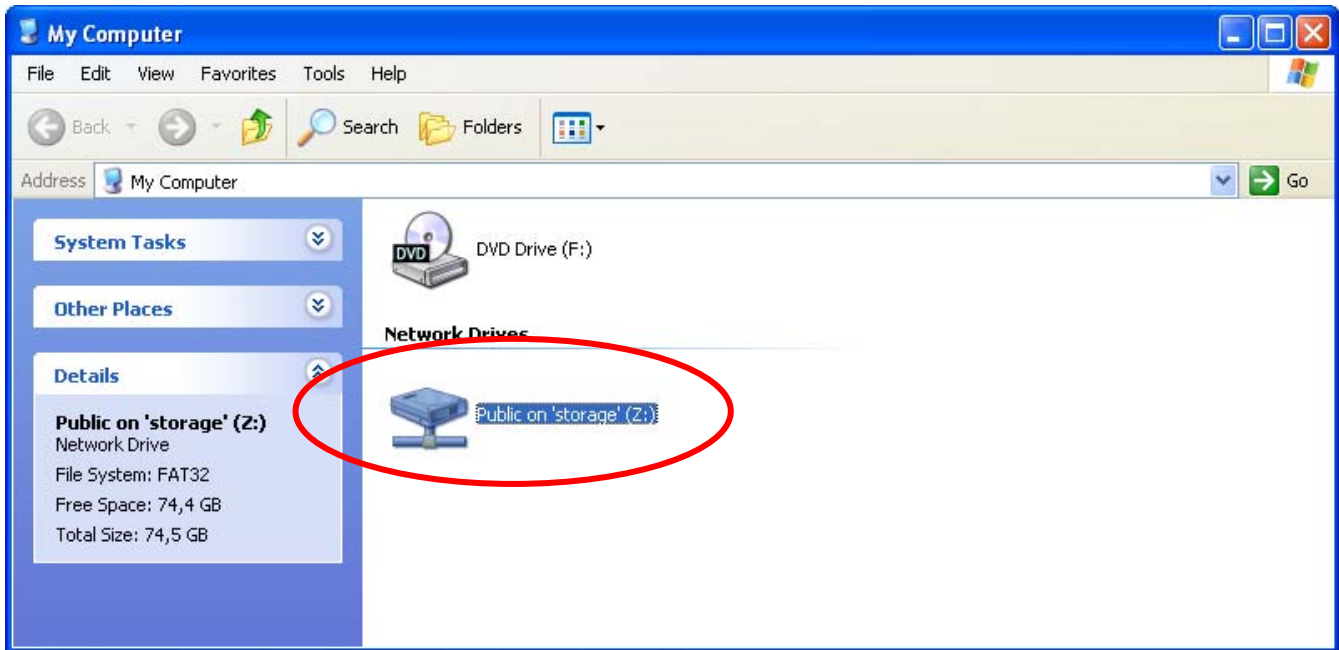 My Computer
File Edit View Favorites Tools Help
Back Search Folders
Address My Computer Go
System Tasks
DVD DVD Drive (F:)
Other Places
Network Drives
Details
Public on 'storage' (Z:)
Public on 'storage' (Z:)
Network Drive
File System: FAT32
Free Space: 74,4 GB
Total Size: 74,5 GB